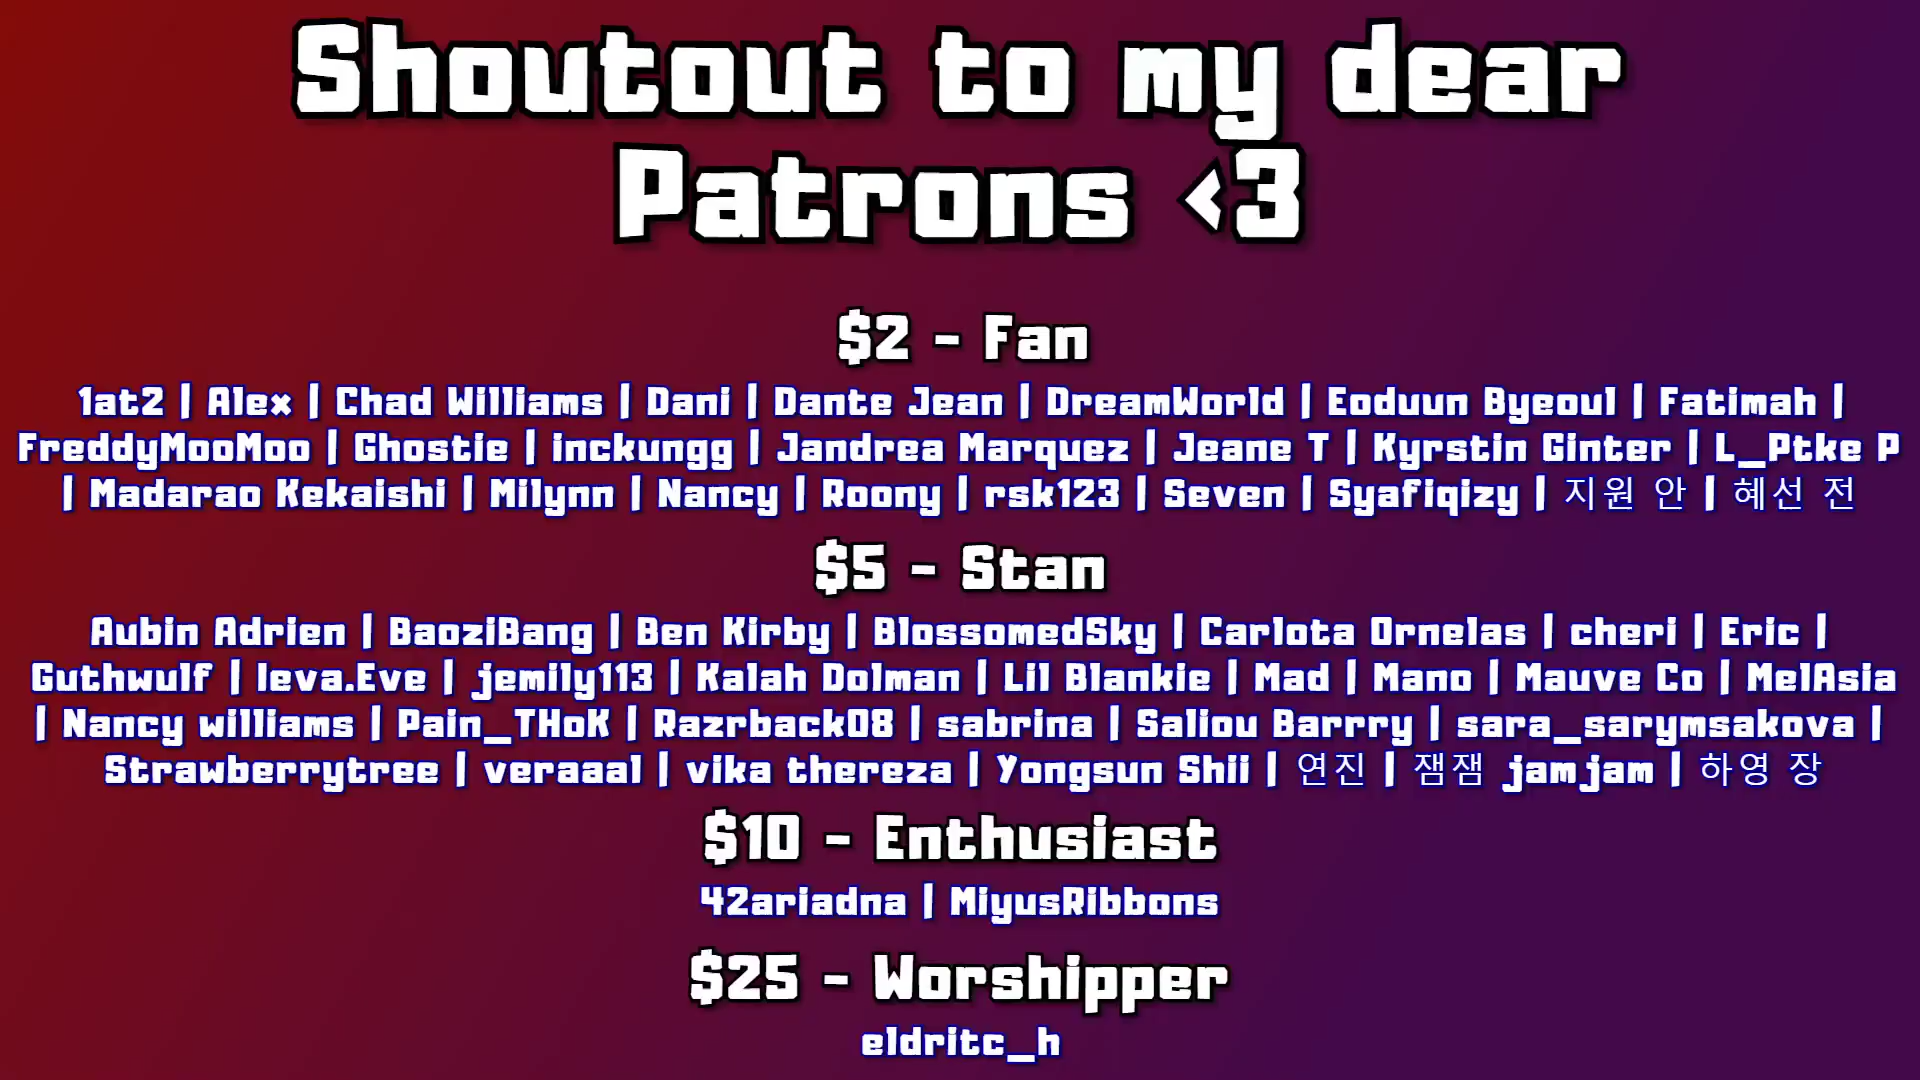 Shoutout to my dear
Patrons <3
$2 - Fan
1at2 | Alex | Chad Williams | Dani | Dante Jean | DreamWorld | Eoduun Byeoul | Fatimah |
FreddyMooMoo | Ghostie | inckungg | Jandrea Marquez | Jeane T | Kyrstin Ginter | L_Ptke P
| Madarao Kekaishi | Milynn | Nancy | Roony | rsk123 | Seven | Syafiqizy | 지원 안 | 혜선 전
$5 - Stan
Aubin Adrien | BaoziBang | Ben Kirby | BlossomedSky | Carlota Ornelas | cheri | Eric |
Guthwulf | Ieva.Eve | jemily113 | Kalah Dolman | Lil Blankie | Mad | Mano | Mauve Co | MelAsia
| Nancy williams | Pain_THoK | Razrback08 | sabrina | Saliou Barrry | sara_sarymsakova |
Strawberrytree | veraaal | vika thereza | Yongsun Shii | 연진 | 잼잼 jamjam | 하영 장
$10 - Enthusiast
42ariadna | MiyusRibbons
$25 - Worshipper
eldritc_h